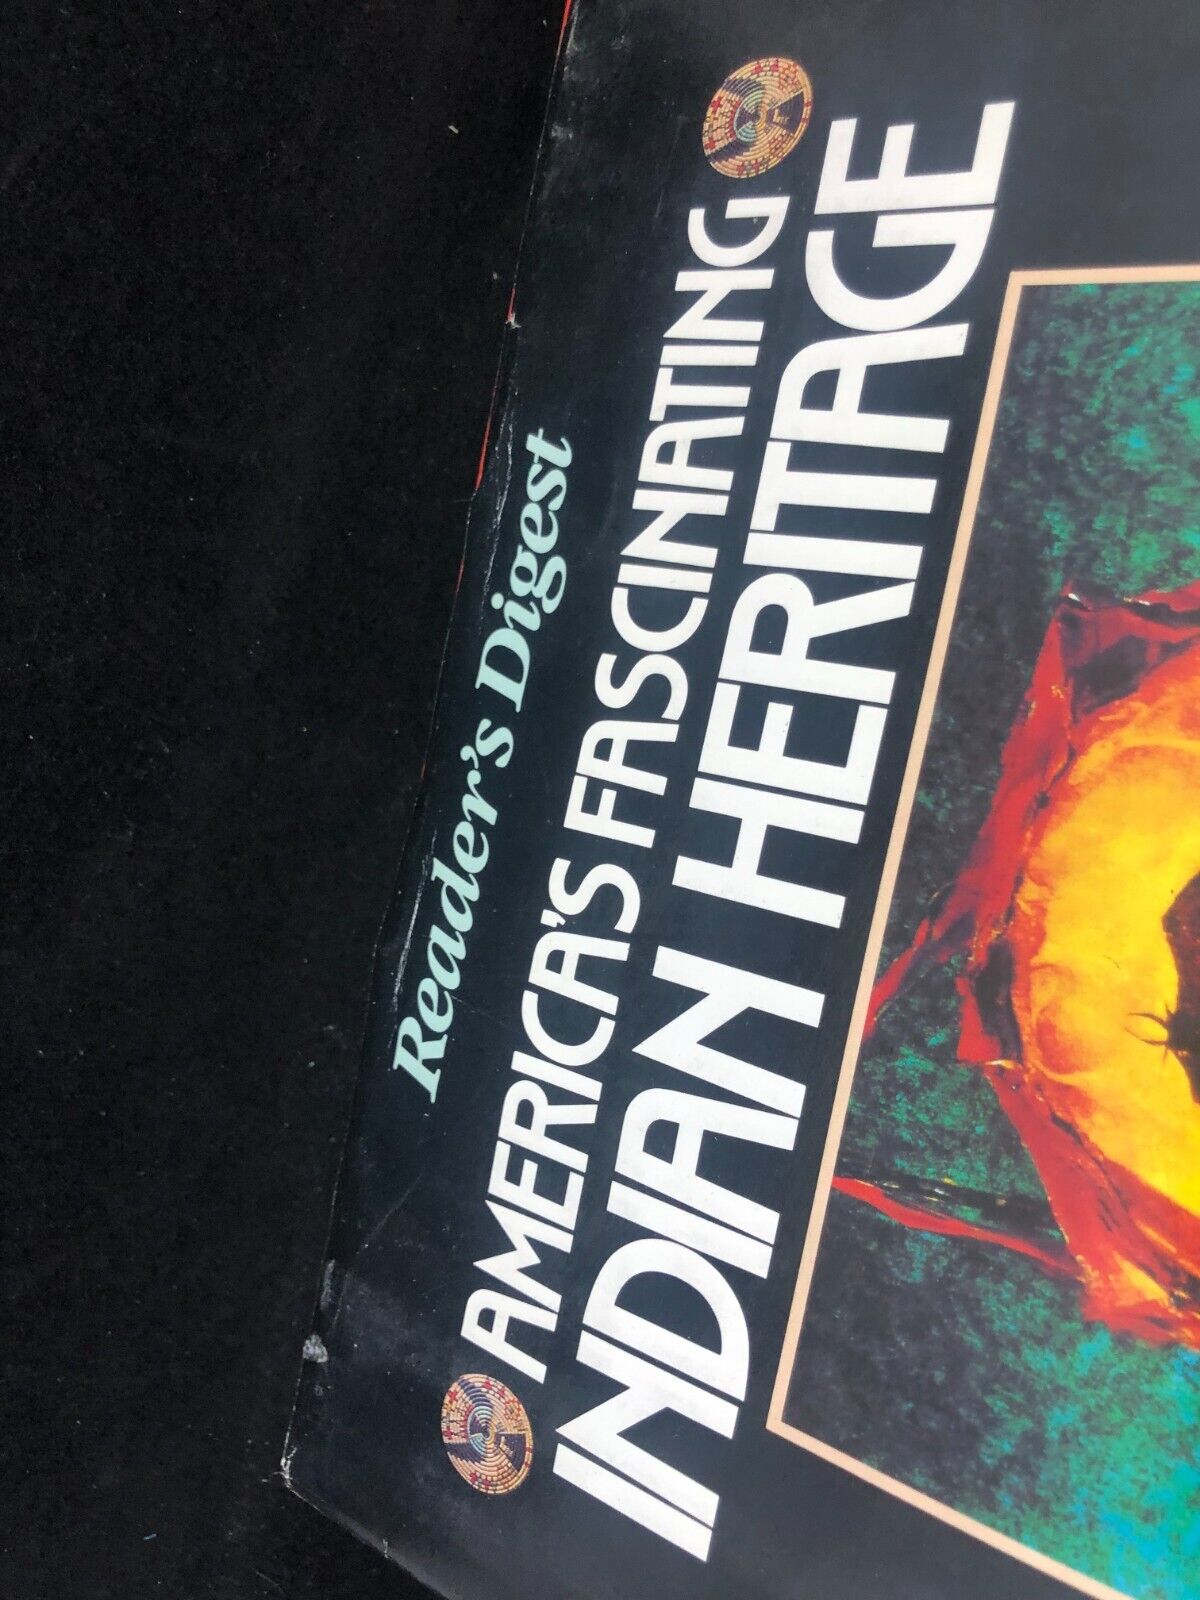 Reader's Digest
AMERICA'S FASCINATING
INDIAN HERITAGE